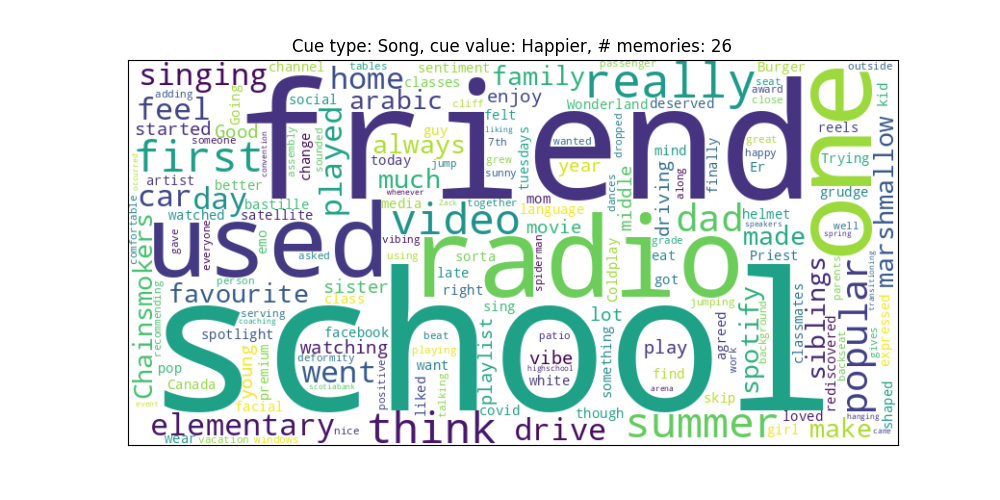 Cue type: Song, cue value: Happier, # memories: 26
singing channel sentiment family really passenger Burger outside
adding tables home classes cliff enjoy Wonderland deserved seat award close kid
feel Going social arabic felt friend one
started Good someone convention assembly sounded change played guy always liking 7th wanted dropped finally mind great reels
first today jump grew sunny tuesdays year happy Er along Trying marshmallow
artist better much mom together whenever dances middle driving grudge
comfortable occurred car day bastille media Zack language dad helmet well
watched satellite video movie speakers spring
gave everyone emo used asked vibing radio grade made
using sorta spiderman Coldplay eat Priest
Chainsmokers person sister late right got siblings popular parents transitioning
recommending favourite class sing lot jumping spotify classmates backseat expressed
serving coaching facebook school playlist something agreed background rediscovered gives
spotlight watching beat patio play work
pop deformity playing vibe highschool find
young premium went positive want white arena
Canada scotiabank liked talking skip hanging shaped
event facial covid though loved
elementary nice think drive summer girl make came
wear vacation windows